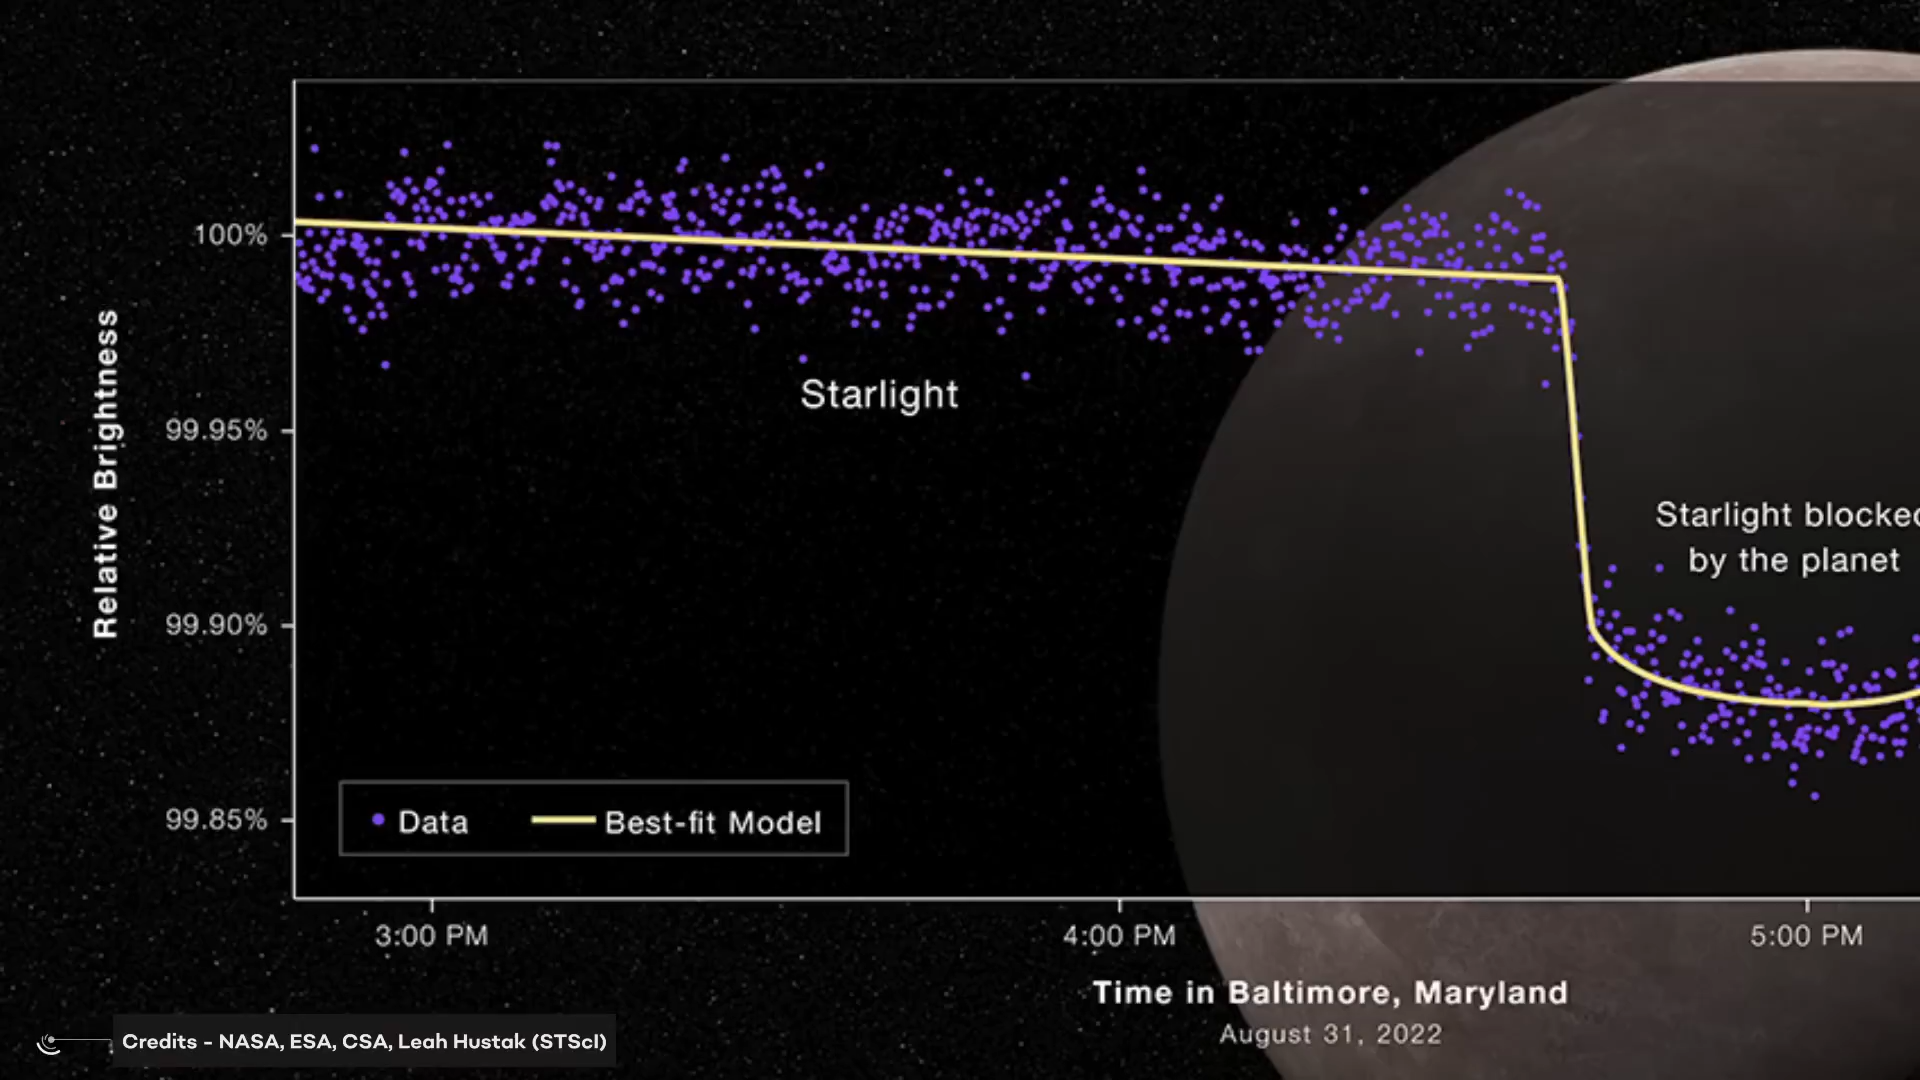 100%
99.95%
99.90%
99.85%
Relative Brightness
Starlight
Starlight blocked
by the planet
Data
Best-fit Model
3:00 PM
4:00 PM
5:00 PM
Time in Baltimore, Maryland
August 31, 2022
Credits - NASA, ESA, CSA, Leah Hustak (STScI)